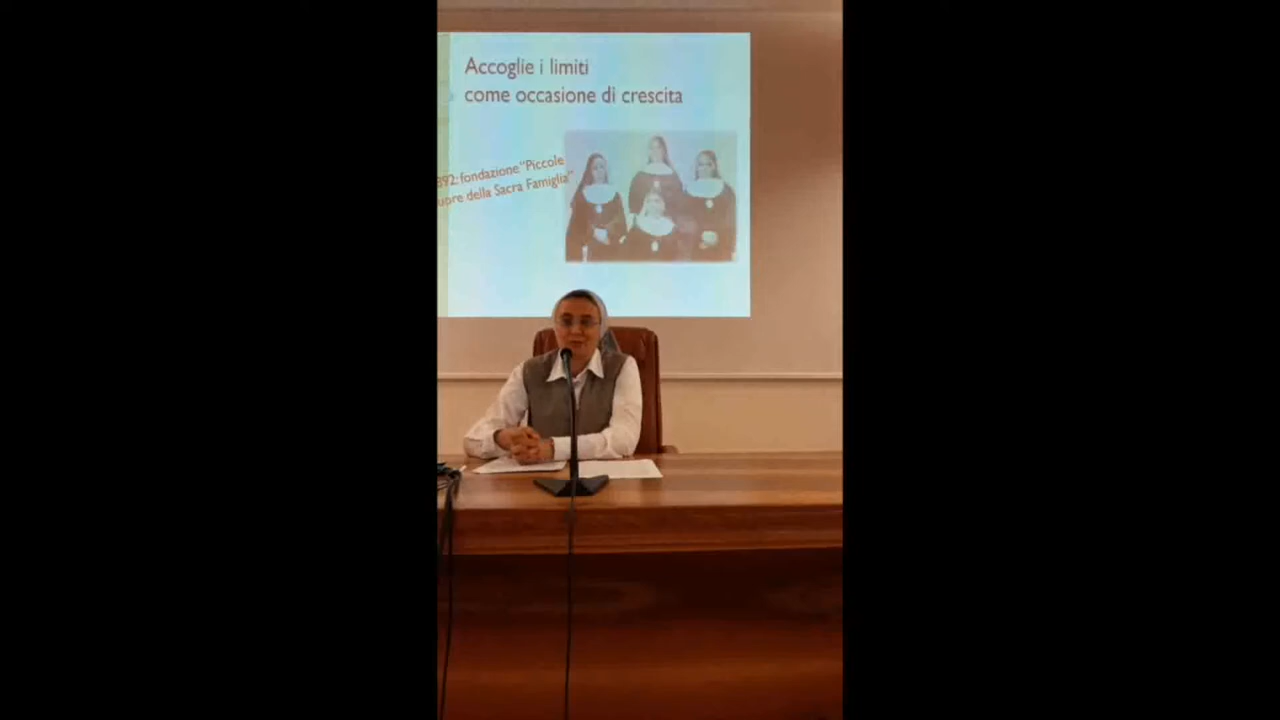 Accoglie i limiti
come occasione di crescita
892: fondazione "Piccole
uore della Sacra Famiglia"